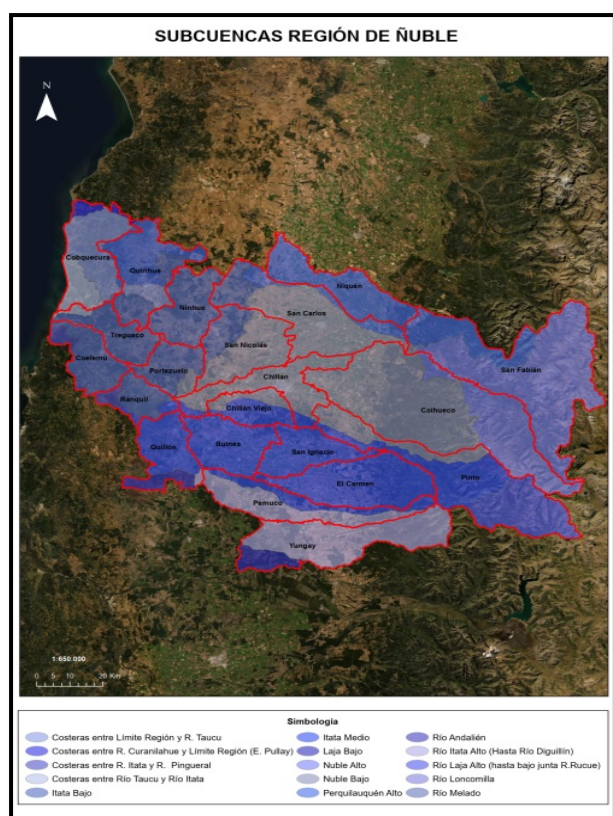 SUBCUENCAS REGIÓN DE ÑUBLE
N
Cobquecura
Quirihue
Ninhue
Ñiquén
San Carlos
Treguaco
San Nicolás
San Fabián
Coelemu
Portezuelo
Chillán
Ranquil
Chillán Viejo
Coihueco
Quillón
Bulnes
San Ignacio
El Carmen
Pinto
Pemuco
Yungay
1:650.000
0 5 10 20 Km
Simbología
Costeras entre Límite Región y R. Taucu
Costeras entre R. Curanilahue y Límite Región (E. Pullay)
Costeras entre R. Itata y R. Pingueral
Costeras entre Río Taucu y Río Itata
Itata Bajo
Itata Medio
Laja Bajo
Ñuble Alto
Ñuble Bajo
Perquilauquén Alto
Río Andalién
Río Itata Alto (Hasta Río Diguillín)
Río Laja Alto (hasta bajo junta R.Rucue)
Río Loncomilla
Río Melado